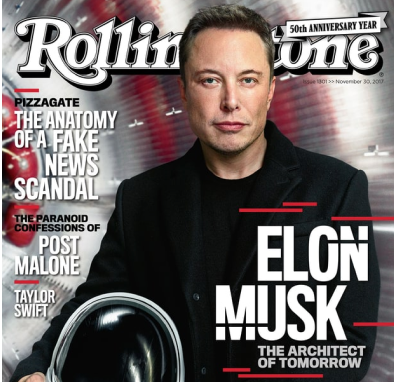 Rolling Stone
50th ANNIVERSARY YEAR
Issue 1301 >> November 30, 2017
PIZZAGATE
THE ANATOMY
OF A FAKE
NEWS
SCANDAL
THE PARANOID
CONFESSIONS OF
POST
MALONE
TAYLOR
SWIFT
ELON
MUSK
THE ARCHITECT
OF TOMORROW